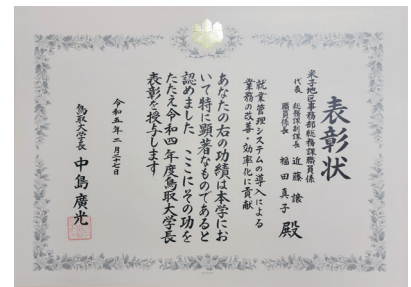 表彰状
米子地区事務部総務課職員係
代表 総務課副課長 近藤 讓
職員係長 福田 真子 殿
就業管理システムの導入による
業務の改善・効率化に貢献
あなたの右の功績は本学にお
いて特に顕著なものであると
認めました ここにその功を
たたえ令和四年度鳥取大学長
表彰を授与します
令和五年二月二十七日
鳥取大学長 中島廣光